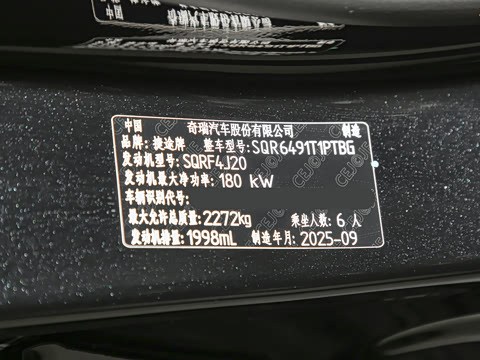 中国 奇瑞汽车股份有限公司 制造
品牌: 捷途牌 整车型号: SQR6491T1PTBG
发动机型号: SQRF4J20
发动机最大净功率: 180 KW
车辆识别代号:
最大允许总质量: 2272kg 乘坐人数: 6 人
发动机排量: 1998mL 制造年月: 2025-09